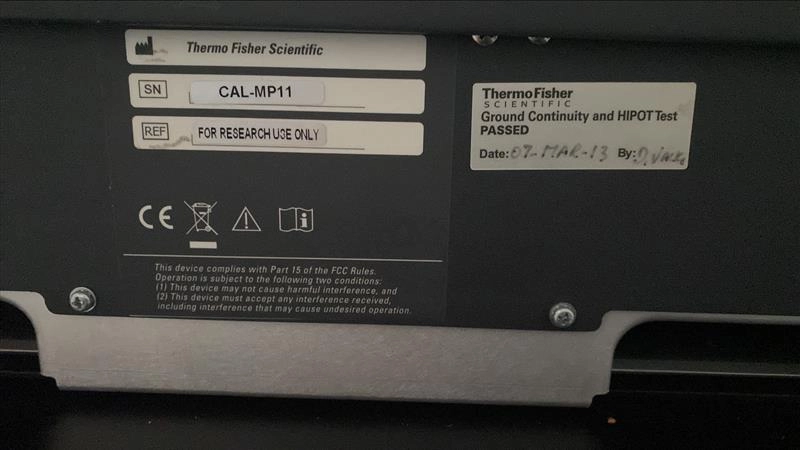 Thermo Fisher Scientific
SN CAL-MP11
REF FOR RESEARCH USE ONLY
CE
This device complies with Part 15 of the FCC Rules.
Operation is subject to the following two conditions:
(1) This device may not cause harmful interference, and
(2) This device must accept any interference received,
including interference that may cause undesired operation.
ThermoFisher
SCIENTIFIC
Ground Continuity and HIPOT Test
PASSED
Date: 07-MAR-13 By: D.